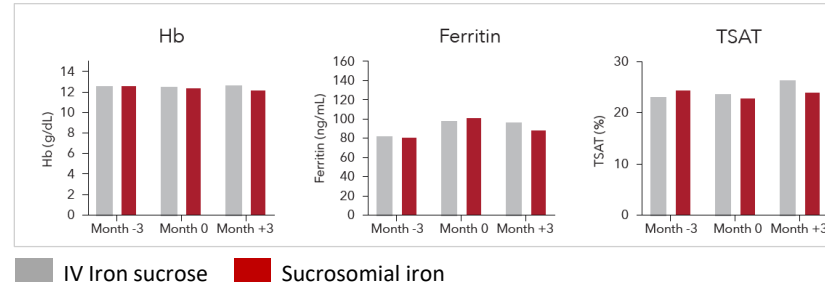 Hb
Hb (g/dL)
14
12
10
8
6
4
2
0
Month -3 Month 0 Month +3
Ferritin
Ferritin (ng/mL)
160
140
120
100
80
60
40
20
0
Month -3 Month 0 Month +3
TSAT
TSAT (%)
30
20
10
0
Month -3 Month 0 Month +3
IV Iron sucrose Sucrosomial iron